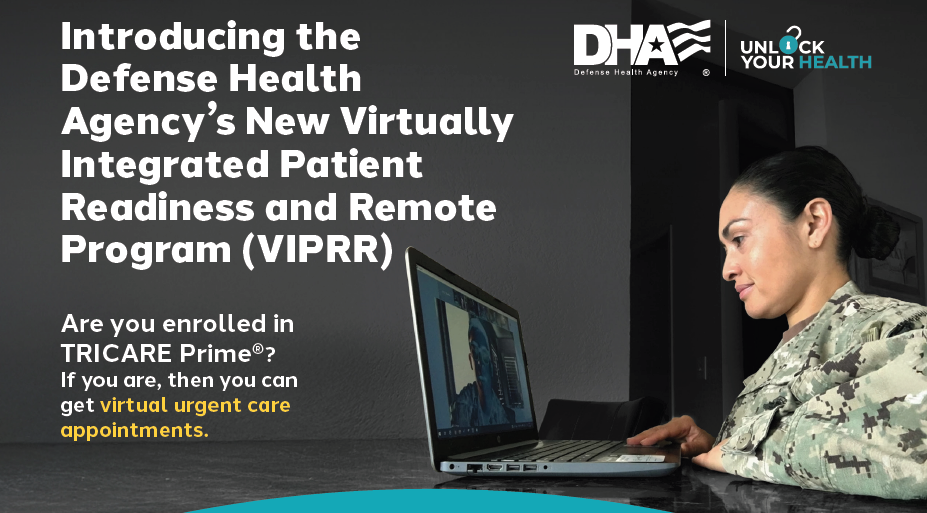 Introducing the
Defense Health
Agency’s New Virtually
Integrated Patient
Readiness and Remote
Program (VIPRR)
Are you enrolled in
TRICARE Prime®?
If you are, then you can
get virtual urgent care
appointments.
DHA
Defense Health Agency ®
UNLOCK
YOUR HEALTH